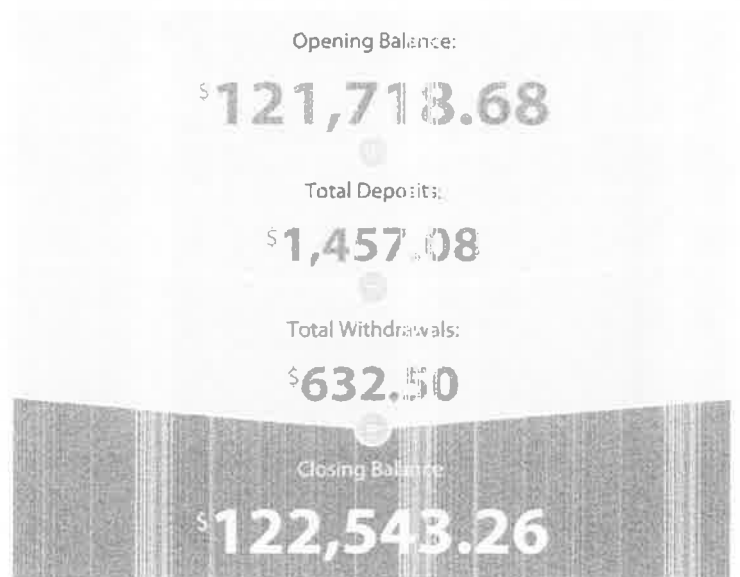 Opening Balance:
$121,718.68
Total Deposits:
$1,457.08
Total Withdrawals:
$632.50
Closing Balance
$122,543.26